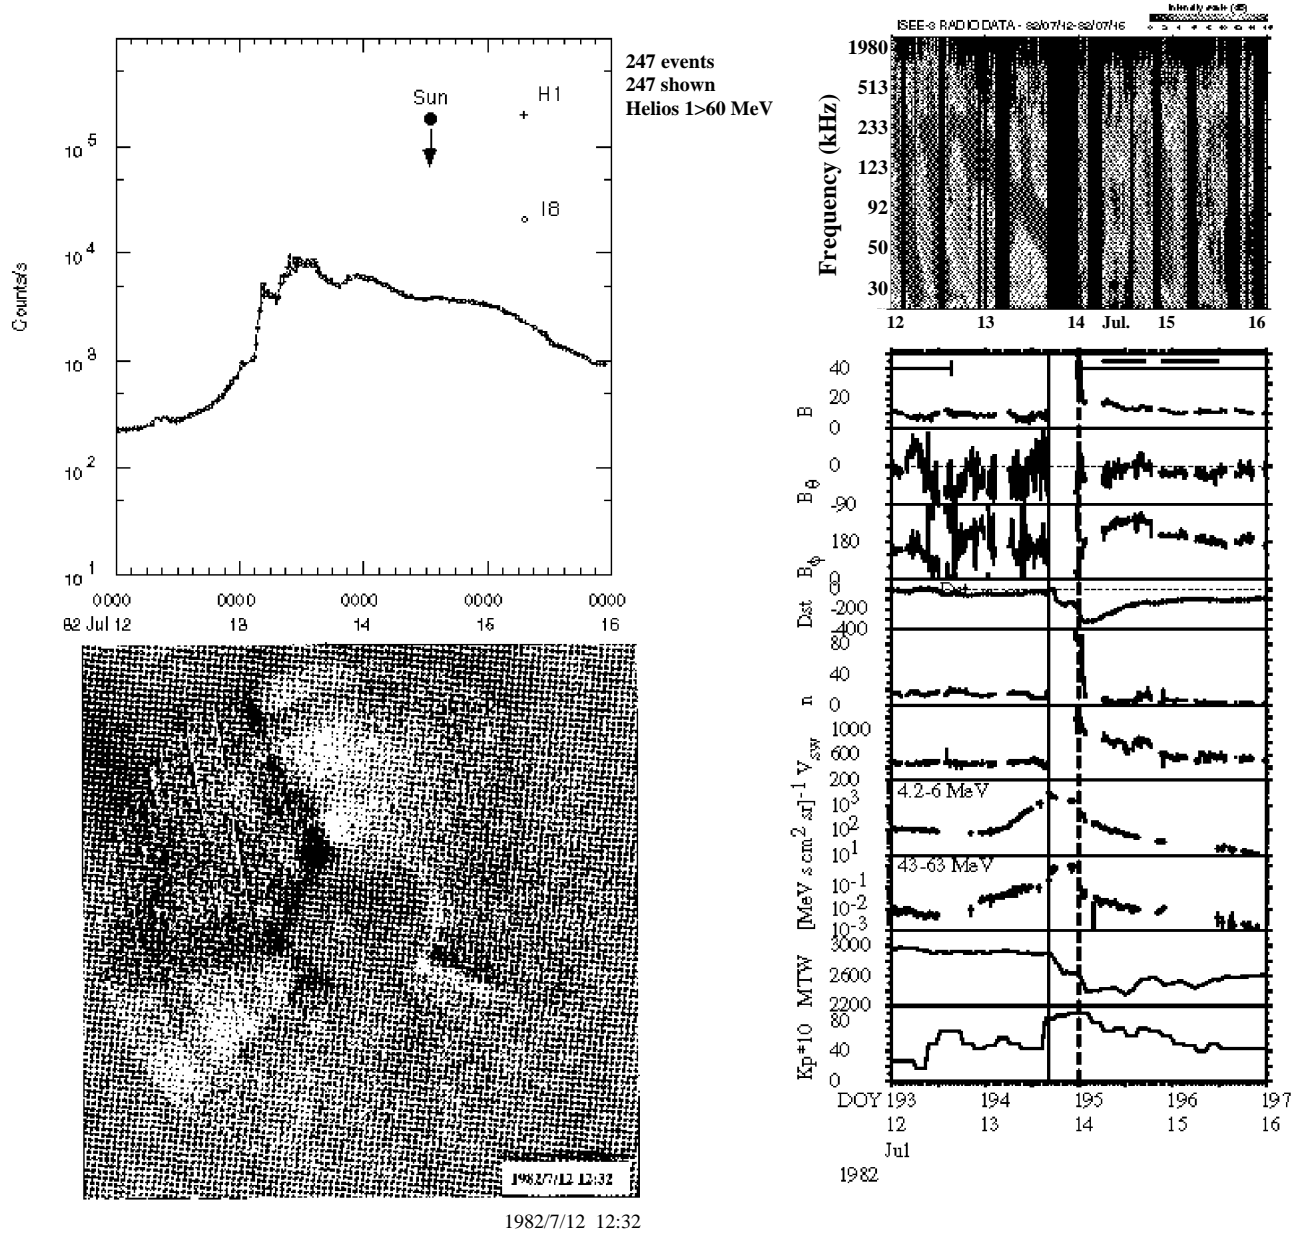 247 events
247 shown
Helios 1>60 MeV
Sun
H1
I8
10^5
10^4
10^3
10^2
10^1
Counts/s
0000 0000 0000 0000 0000
82 Jul 12 13 14 15 16
1982/7/12 12:32
1982/7/12 12:32
Intensity scale (dB)
ISEE-3 RADIO DATA - 82/07/12-82/07/16
1980
513
233
123
92
50
30
Frequency (kHz)
12 13 14 Jul. 15 16
40
20
0
B
0
-90
Bθ
180
0
Bφ
0
-200
-400
Dst
Dst
80
40
0
n
1000
600
200
Vsw
4.2-6 MeV
10^3
10^2
10^1
43-63 MeV
10^-1
10^-2
10^-3
[MeV s cm^2 sr]^-1
3000
2600
2200
MTW
80
40
0
Kp*10
DOY 193 194 195 196 197
12 13 14 15 16
Jul
1982